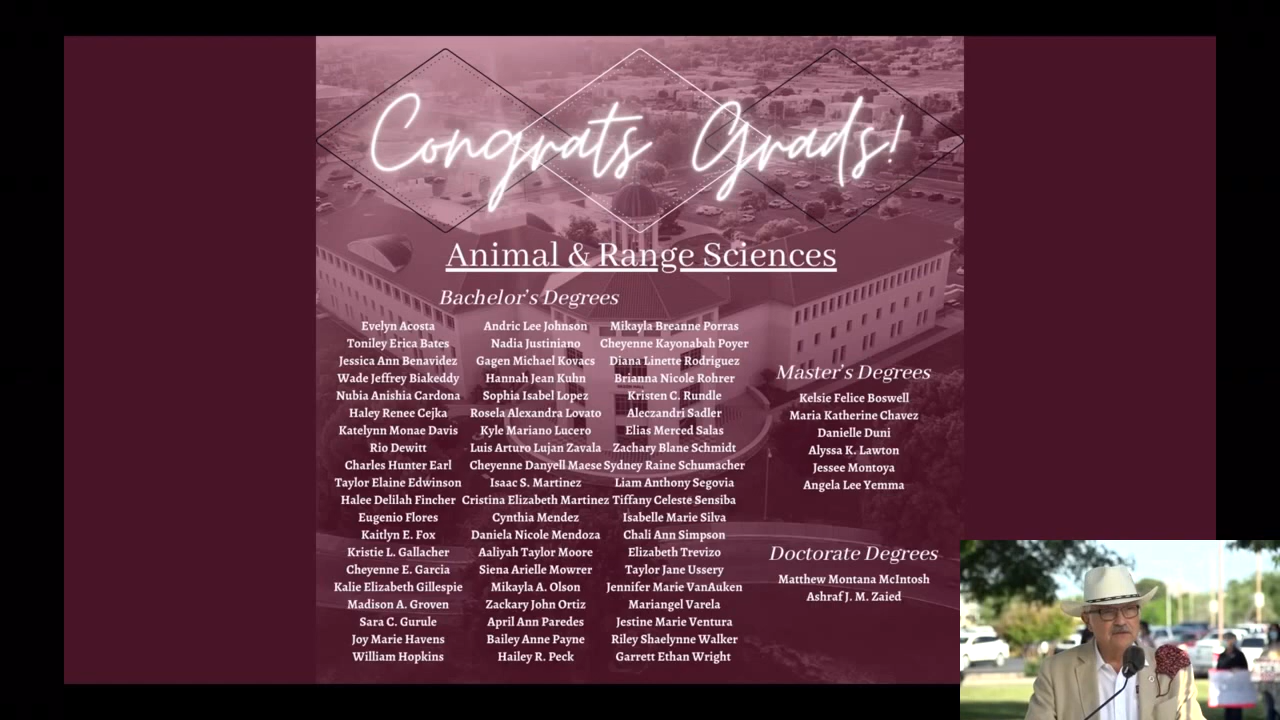 Congrats Grads!
Animal & Range Sciences
Bachelor's Degrees
Evelyn Acosta
Toniley Erica Bates
Jessica Ann Benavidez
Wade Jeffrey Biakeddy
Nubia Anishia Cardona
Haley Renee Cejka
Katelynn Monae Davis
Rio Dewitt
Charles Hunter Earl
Taylor Elaine Edwinson
Halee Delilah Fincher
Eugenio Flores
Kaitlyn E. Fox
Kristie L. Gallacher
Cheyenne E. Garcia
Kalie Elizabeth Gillespie
Madison A. Groven
Sara C. Gurule
Joy Marie Havens
William Hopkins
Andric Lee Johnson
Nadia Justiniano
Gagen Michael Kovacs
Hannah Jean Kuhn
Sophia Isabel Lopez
Rosela Alexandra Lovato
Kyle Mariano Lucero
Luis Arturo Lujan Zavala
Cheyenne Danyell Maese
Isaac S. Martinez
Cristina Elizabeth Martinez
Cynthia Mendez
Daniela Nicole Mendoza
Aaliyah Taylor Moore
Siena Arielle Mowrer
Mikayla A. Olson
Zackary John Ortiz
April Ann Paredes
Bailey Anne Payne
Hailey R. Peck
Mikayla Breanne Porras
Cheyenne Kayonabah Poyer
Diana Linette Rodriguez
Brianna Nicole Rohrer
Kristen C. Rundle
Aleczandri Sadler
Elias Merced Salas
Zachary Blane Schmidt
Sydney Raine Schumacher
Liam Anthony Segovia
Tiffany Celeste Sensiba
Isabelle Marie Silva
Chali Ann Simpson
Elizabeth Trevizo
Taylor Jane Ussery
Jennifer Marie VanAuken
Mariangel Varela
Jestine Marie Ventura
Riley Shaelynne Walker
Garrett Ethan Wright
Master's Degrees
Kelsie Felice Boswell
Maria Katherine Chavez
Danielle Duni
Alyssa K. Lawton
Jessee Montoya
Angela Lee Yemma
Doctorate Degrees
Matthew Montana McIntosh
Ashraf J. M. Zaied